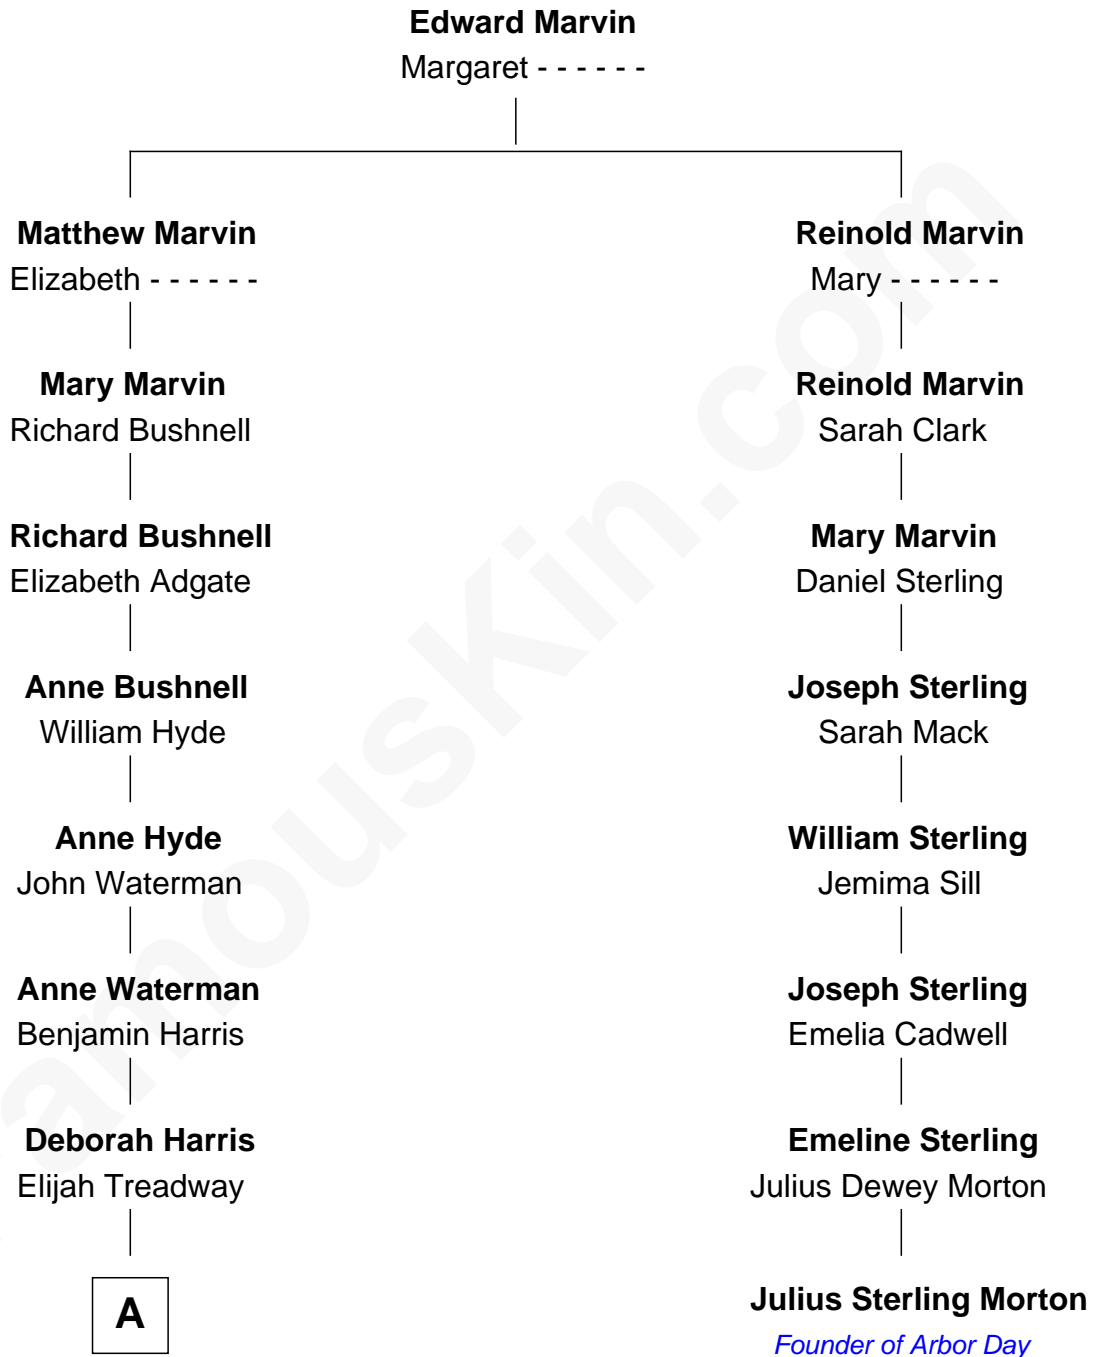 Edward Marvin
Margaret - - - - - -
Matthew Marvin Reinold Marvin
Elizabeth - - - - - - Mary - - - - - -
Mary Marvin Reinold Marvin
Richard Bushnell Sarah Clark
Richard Bushnell Mary Marvin
Elizabeth Adgate Daniel Sterling
Anne Bushnell Joseph Sterling
William Hyde Sarah Mack
Anne Hyde William Sterling
John Waterman Jemima Sill
Anne Waterman Joseph Sterling
Benjamin Harris Emelia Cadwell
Deborah Harris Emeline Sterling
Elijah Treadway Julius Dewey Morton
A Julius Sterling Morton
Founder of Arbor Day
amouskin.com